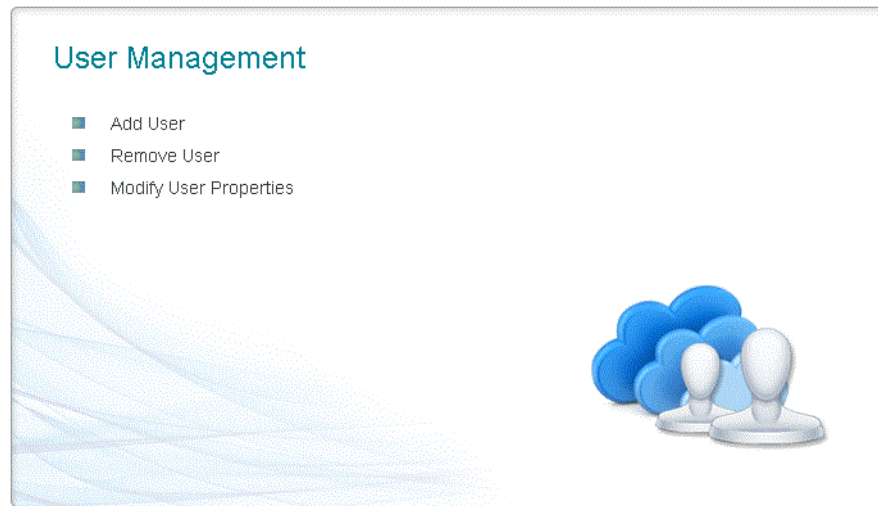 User Management
Add User
Remove User
Modify User Properties